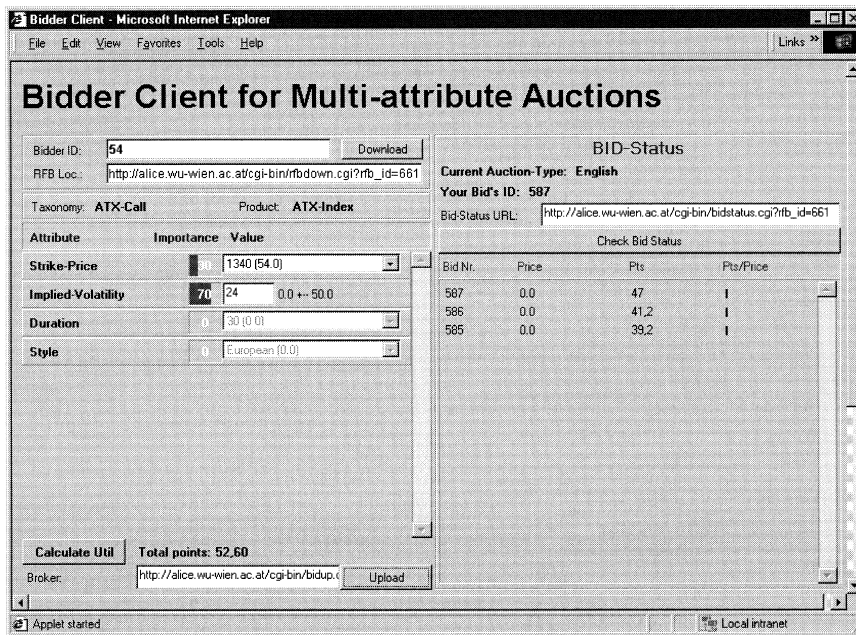 Bidder Client - Microsoft Internet Explorer
File Edit View Favorites Tools Help Links »
Bidder Client for Multi-attribute Auctions
Bidder ID: 54 Download
RFB Loc.: http://alice.wu-wien.ac.at/cgi-bin/rfbdown.cgi?rfb_id=661
Taxonomy: ATX-Call Product: ATX-Index
Attribute Importance Value
Strike-Price 1340 (54.0)
Implied-Volatility 70 24 0.0 +-- 50.0
Duration 0 30 (0.0)
Style 0 European (0.0)
Calculate Util Total points: 52,60
Broker: http://alice.wu-wien.ac.at/cgi-bin/bidup.c Upload
BID-Status
Current Auction-Type: English
Your Bid's ID: 587
Bid-Status URL: http://alice.wu-wien.ac.at/cgi-bin/bidstatus.cgi?rfb_id=661
Check Bid Status
Bid Nr. Price Pts Pts/Price
587 0.0 47
586 0.0 41,2
585 0.0 39,2
Applet started Local intranet